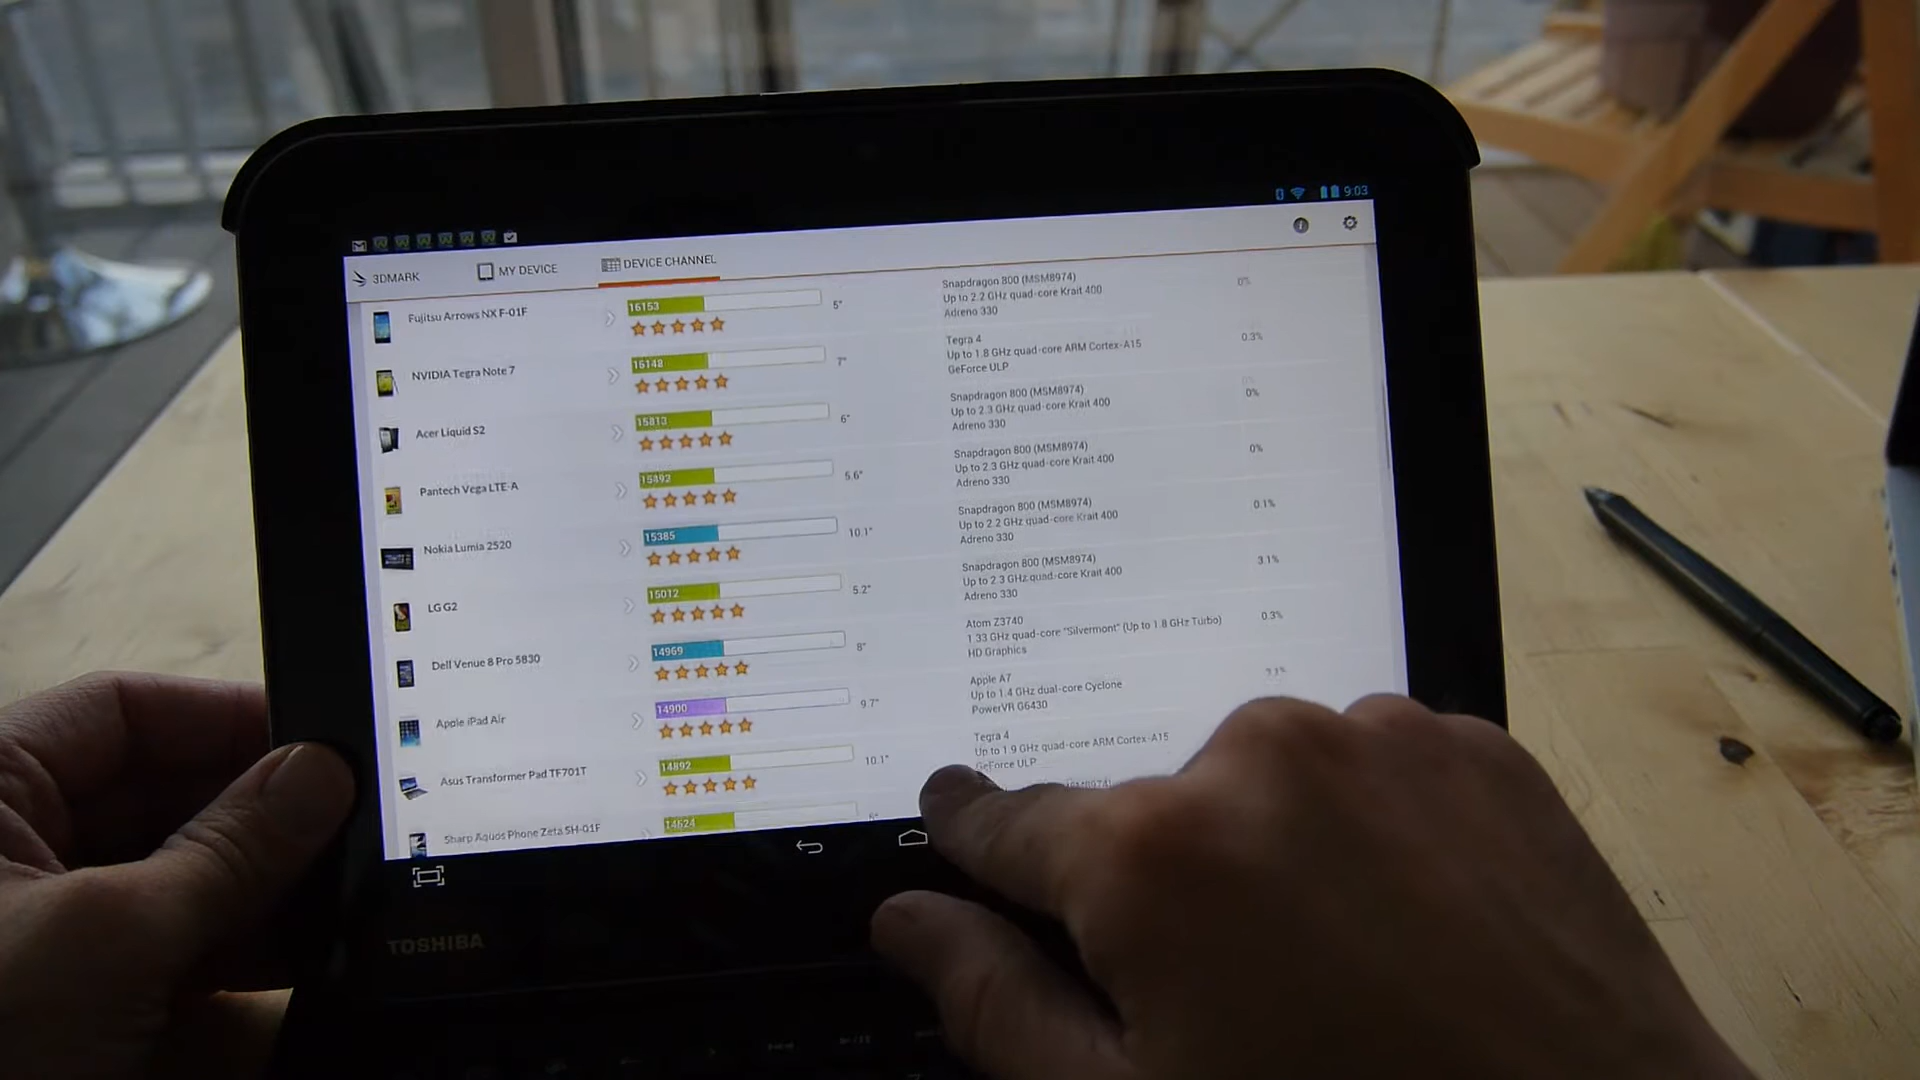 9:03
3DMARK
MY DEVICE
DEVICE CHANNEL
Fujitsu Arrows NX F-01F
16153
5"
Snapdragon 800 (MSM8974)
Up to 2.2 GHz quad-core Krait 400
Adreno 330
0%
NVIDIA Tegra Note 7
16148
7"
Tegra 4
Up to 1.8 GHz quad-core ARM Cortex-A15
GeForce ULP
0.3%
Acer Liquid S2
15813
6"
Snapdragon 800 (MSM8974)
Up to 2.3 GHz quad-core Krait 400
Adreno 330
0%
Pantech Vega LTE-A
5.6"
Snapdragon 800 (MSM8974)
Up to 2.3 GHz quad-core Krait 400
Adreno 330
0%
Nokia Lumia 2520
15385
10.1"
Snapdragon 800 (MSM8974)
Up to 2.2 GHz quad-core Krait 400
Adreno 330
0.1%
LG G2
15012
5.2"
Snapdragon 800 (MSM8974)
Up to 2.3 GHz quad-core Krait 400
Adreno 330
3.1%
Dell Venue 8 Pro 5830
14969
8"
Atom Z3740
1.33 GHz quad-core "Silvermont" (Up to 1.8 GHz Turbo)
HD Graphics
0.3%
Apple iPad Air
14900
9.7"
Apple A7
Up to 1.4 GHz dual-core Cyclone
PowerVR G6430
Asus Transformer Pad TF701T
14892
10.1"
Tegra 4
Up to 1.9 GHz quad-core ARM Cortex-A15
GeForce ULP
Sharp Aquos Phone Zeta SH-01F
14624
TOSHIBA